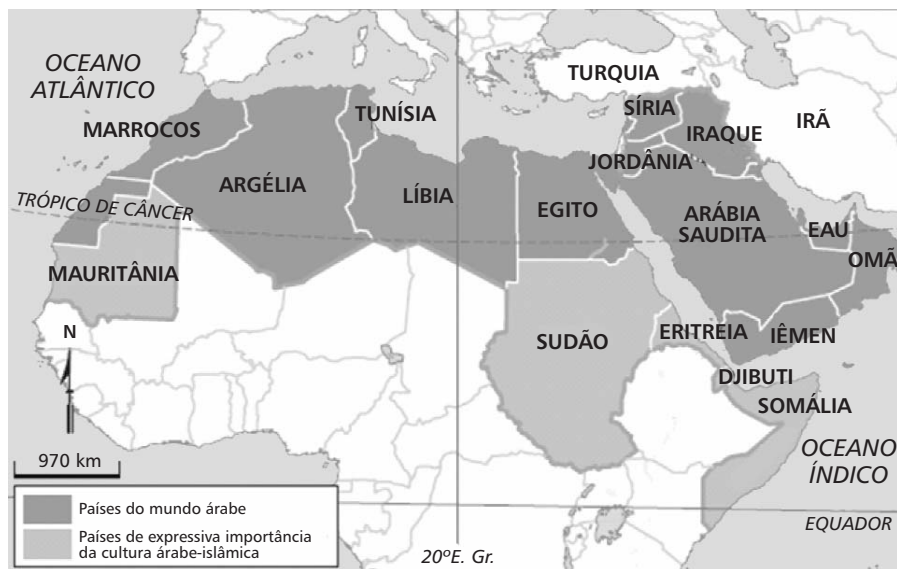 OCEANO
ATLÂNTICO
TURQUIA
MARROCOS
TUNÍSIA
SÍRIA
IRAQUE
IRÃ
JORDÂNIA
ARGÉLIA
LÍBIA
EGITO
TRÓPICO DE CÂNCER
ARÁBIA
SAUDITA
EAU
OMÃ
MAURITÂNIA
N
SUDÃO
ERITREIA
IÊMEN
DJIBUTI
SOMÁLIA
OCEANO
ÍNDICO
970 km
Países do mundo árabe
Países de expressiva importância
da cultura árabe-islâmica
20ºE. Gr.
EQUADOR